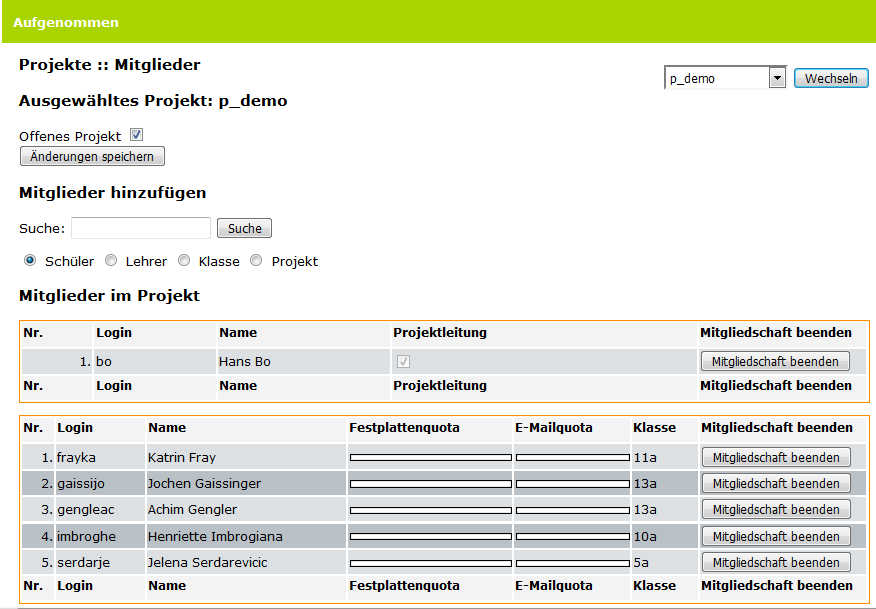 Aufgenommen
Projekte :: Mitglieder
p_demo Wechseln
Ausgewähltes Projekt: p_demo
Offenes Projekt
Änderungen speichern
Mitglieder hinzufügen
Suche: Suche
Schüler Lehrer Klasse Projekt
Mitglieder im Projekt
Nr. Login Name Projektleitung Mitgliedschaft beenden
1. bo Hans Bo Mitgliedschaft beenden
Nr. Login Name Projektleitung Mitgliedschaft beenden
Nr. Login Name Festplattenquota E-Mailquota Klasse Mitgliedschaft beenden
1. frayka Katrin Fray 11a Mitgliedschaft beenden
2. gaissijo Jochen Gaissinger 13a Mitgliedschaft beenden
3. gengleac Achim Gengler 13a Mitgliedschaft beenden
4. imbroghe Henriette Imbrogiana 10a Mitgliedschaft beenden
5. serdarje Jelena Serdarevicic 5a Mitgliedschaft beenden
Nr. Login Name Festplattenquota E-Mailquota Klasse Mitgliedschaft beenden